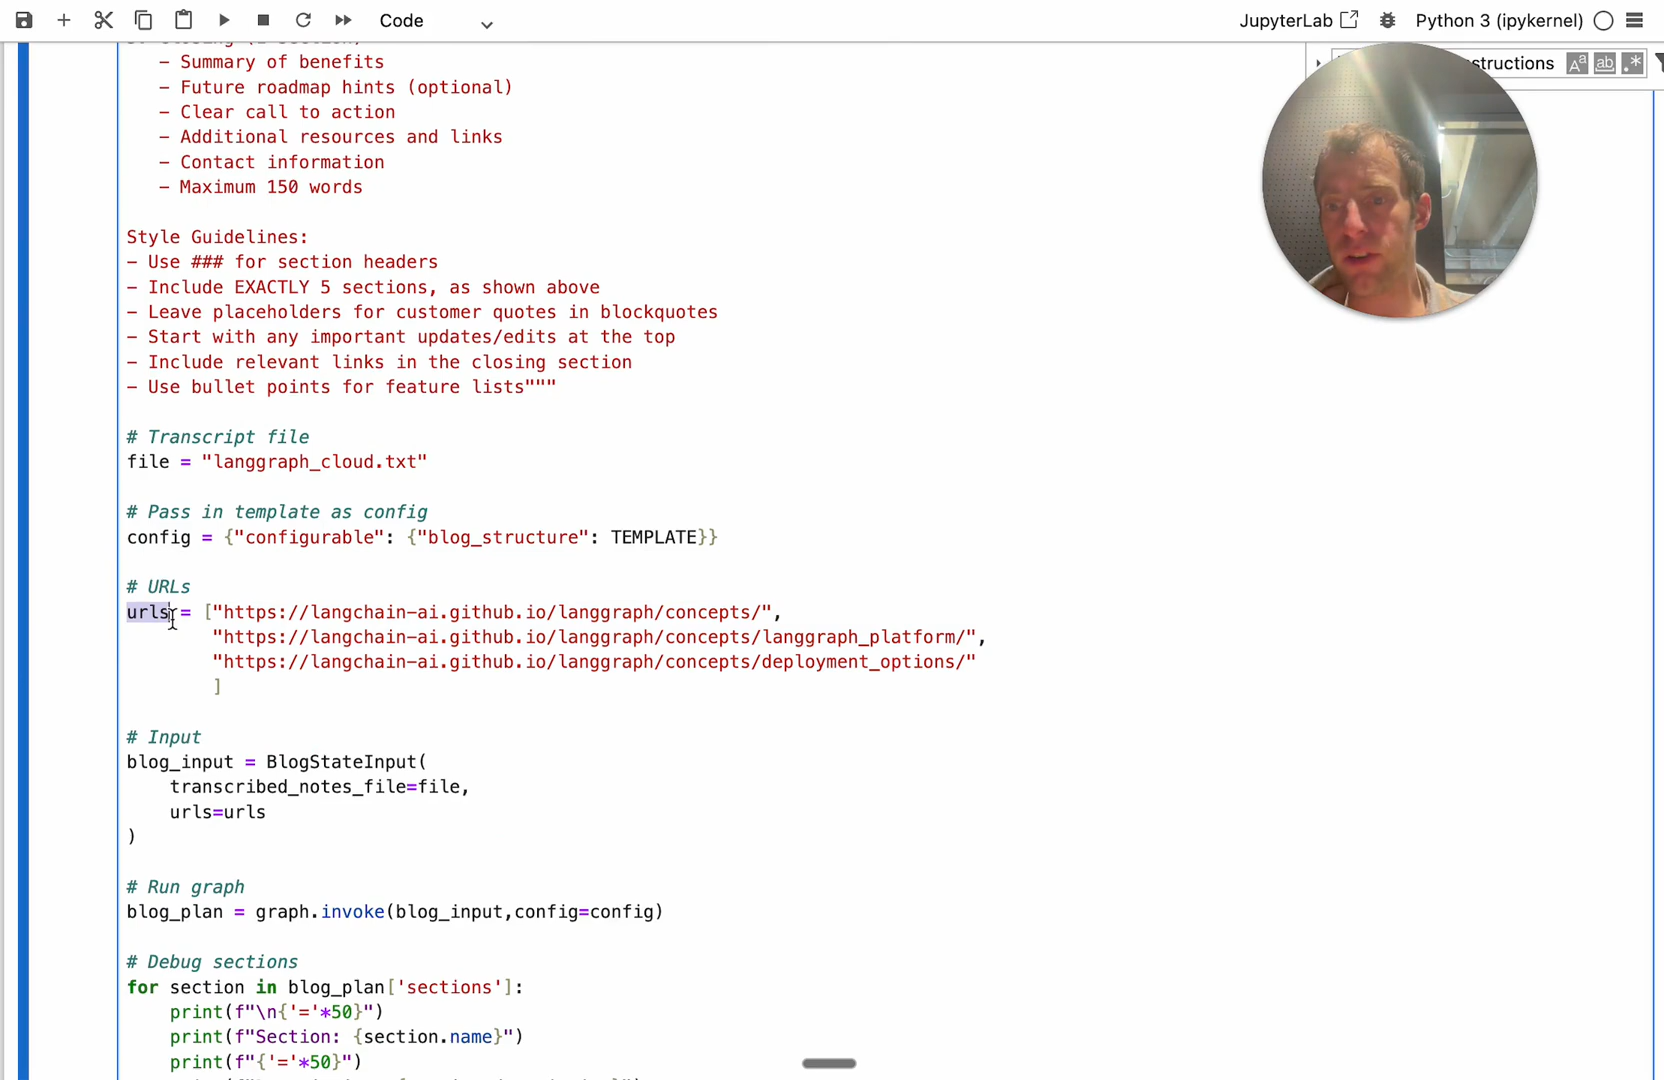 Code
JupyterLab
Python 3 (ipykernel)
structions
Aa
ab
.*
- Summary of benefits
- Future roadmap hints (optional)
- Clear call to action
- Additional resources and links
- Contact information
- Maximum 150 words
Style Guidelines:
- Use ### for section headers
- Include EXACTLY 5 sections, as shown above
- Leave placeholders for customer quotes in blockquotes
- Start with any important updates/edits at the top
- Include relevant links in the closing section
- Use bullet points for feature lists"""
# Transcript file
file = "langgraph_cloud.txt"
# Pass in template as config
config = {"configurable": {"blog_structure": TEMPLATE}}
# URLs
urls = ["https://langchain-ai.github.io/langgraph/concepts/",
"https://langchain-ai.github.io/langgraph/concepts/langgraph_platform/",
"https://langchain-ai.github.io/langgraph/concepts/deployment_options/"
]
# Input
blog_input = BlogStateInput(
transcribed_notes_file=file,
urls=urls
)
# Run graph
blog_plan = graph.invoke(blog_input,config=config)
# Debug sections
for section in blog_plan['sections']:
print(f"\n{'='*50}")
print(f"Section: {section.name}")
print(f"{'='*50}")